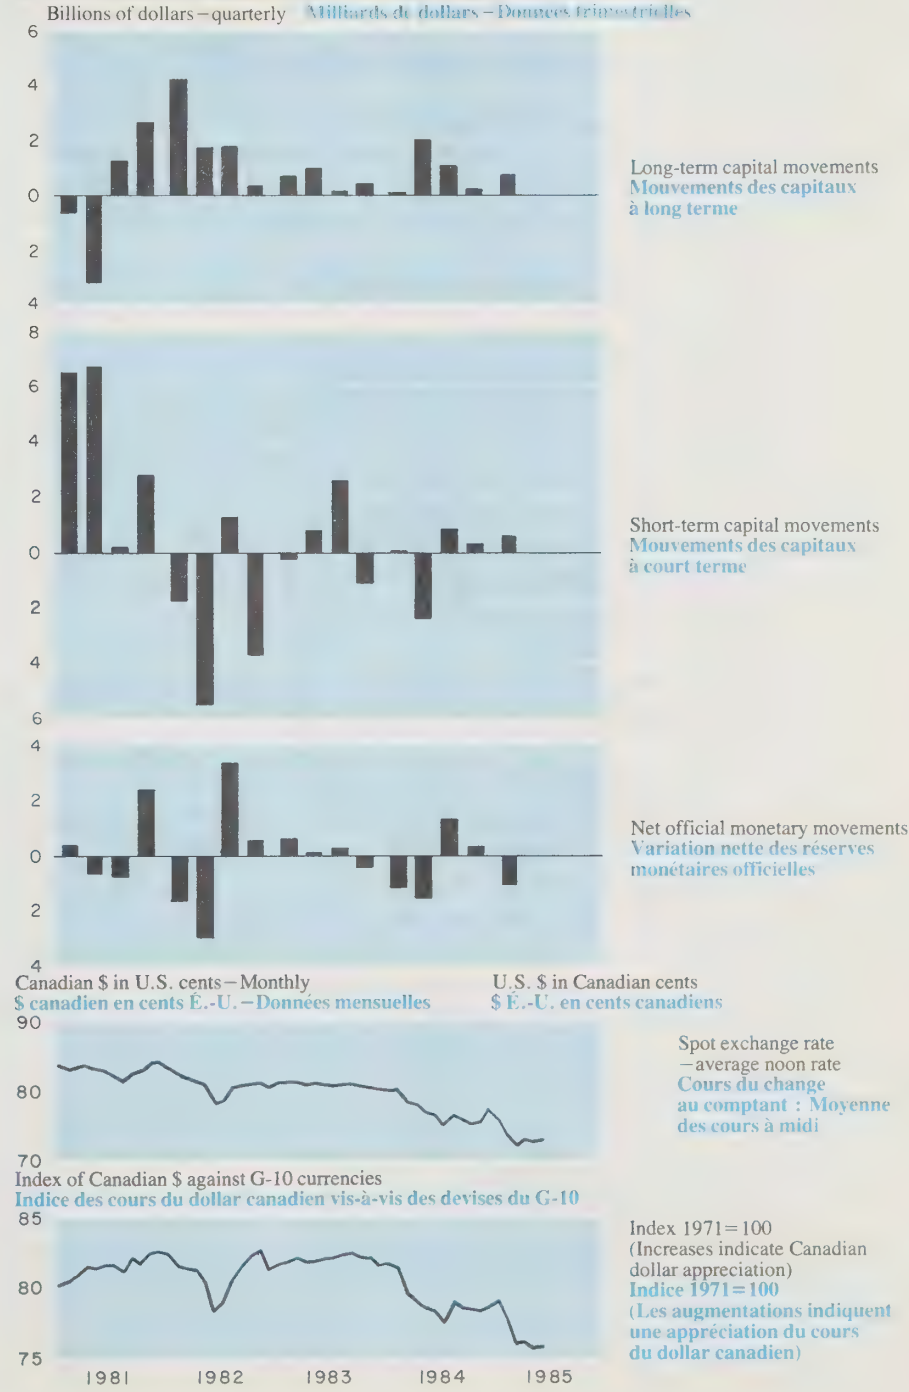 Billions of dollars—quarterly Milliards de dollars—Données trimestrielles
6
4
2
0
2
4
Long-term capital movements
Mouvements des capitaux
à long terme
8
6
4
2
0
2
4
6
Short-term capital movements
Mouvements des capitaux
à court terme
4
2
0
2
4
Net official monetary movements
Variation nette des réserves
monétaires officielles
Canadian $ in U.S. cents—Monthly U.S. $ in Canadian cents
$ canadien en cents É.-U.—Données mensuelles $ É.-U. en cents canadiens
90
80
70
Spot exchange rate
—average noon rate
Cours du change
au comptant : Moyenne
des cours à midi
Index of Canadian $ against G-10 currencies
Indice des cours du dollar canadien vis-à-vis des devises du G-10
85
80
75
Index 1971=100
(Increases indicate Canadian
dollar appreciation)
Indice 1971=100
(Les augmentations indiquent
une appréciation du cours
du dollar canadien)
1981 1982 1983 1984 1985